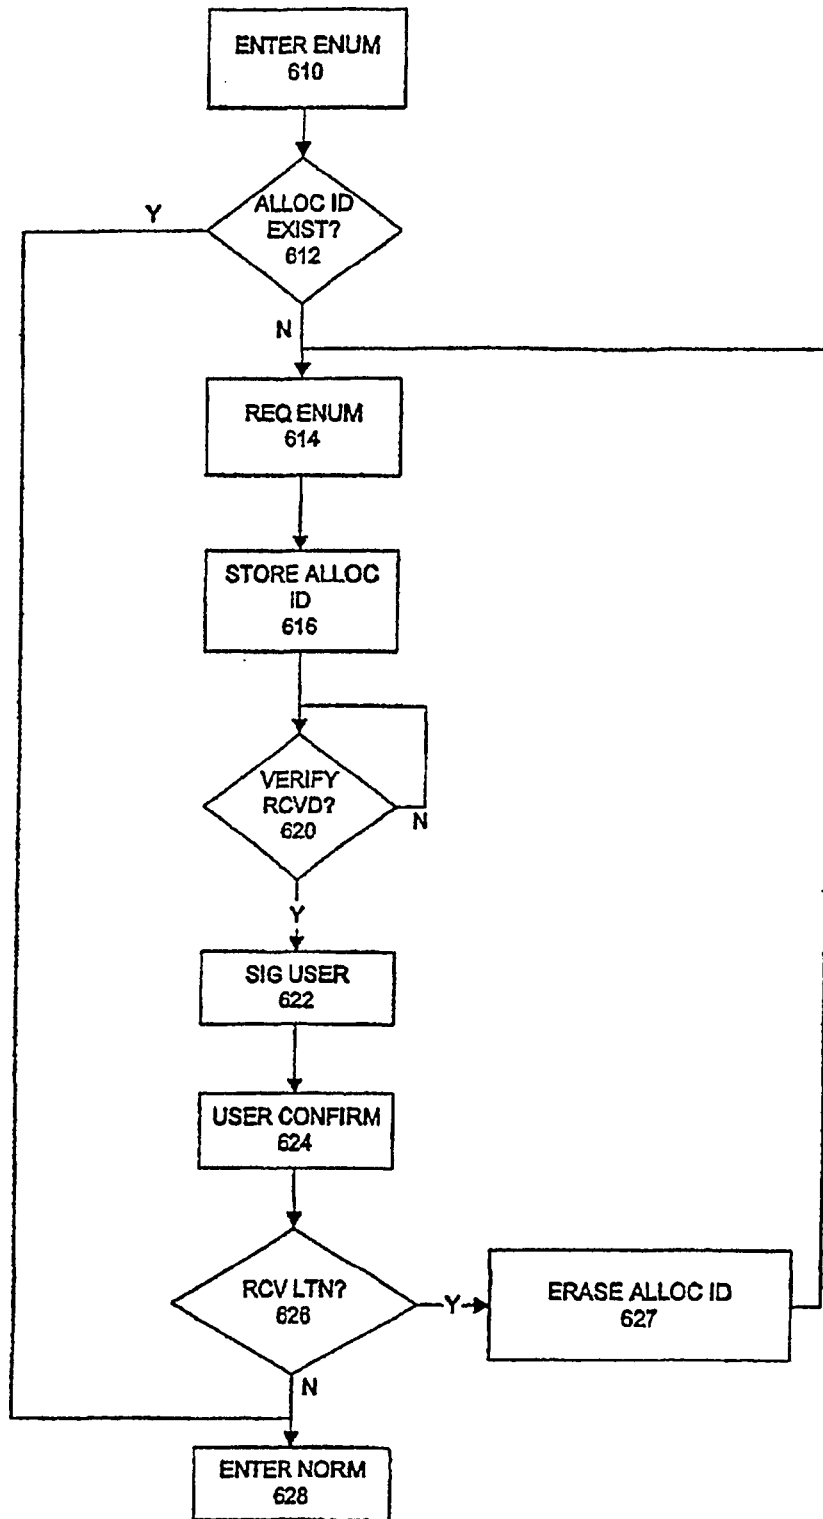 ENTER ENUM
610
ALLOC ID
EXIST?
612
Y
N
REQ ENUM
614
STORE ALLOC
ID
616
VERIFY
RCVD?
620
N
Y
SIG USER
622
USER CONFIRM
624
RCV LTN?
626
Y
ERASE ALLOC ID
627
N
ENTER NORM
628